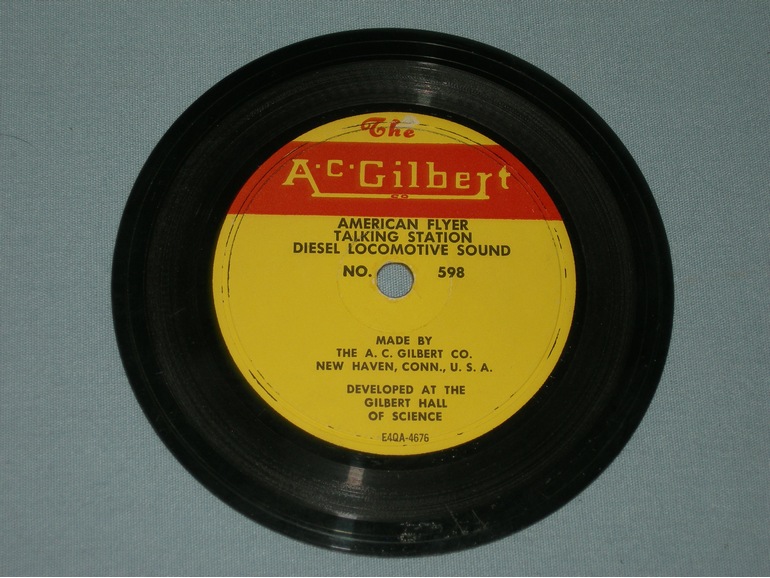 The
A·C·Gilbert
CO
AMERICAN FLYER
TALKING STATION
DIESEL LOCOMOTIVE SOUND
NO. 598
MADE BY
THE A. C. GILBERT CO.
NEW HAVEN, CONN., U. S. A.
DEVELOPED AT THE
GILBERT HALL
OF SCIENCE
E4QA-4676